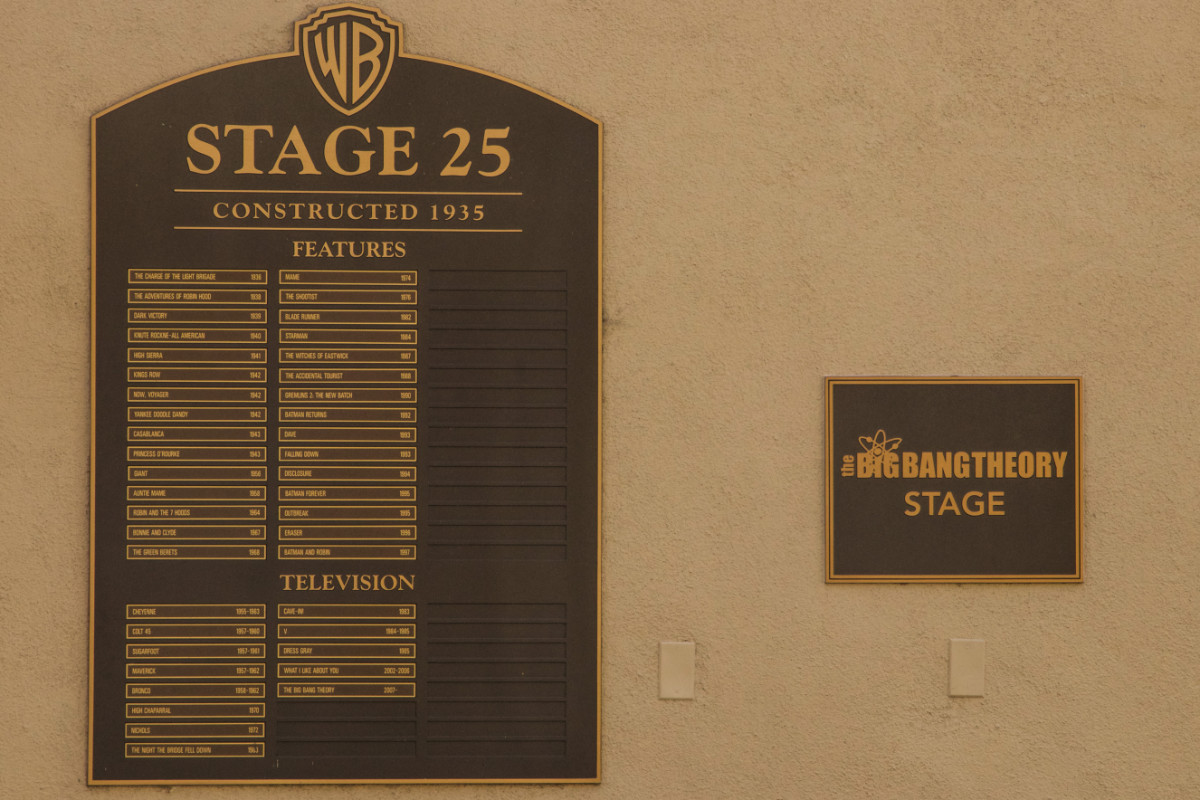 WB
STAGE 25
CONSTRUCTED 1935
FEATURES
THE CHARGE OF THE LIGHT BRIGADE 1936
THE ADVENTURES OF ROBIN HOOD 1938
DARK VICTORY 1939
KNUTE ROCKNE-ALL AMERICAN 1940
HIGH SIERRA 1941
KINGS ROW 1942
NOW, VOYAGER 1942
YANKEE DOODLE DANDY 1942
CASABLANCA 1943
PRINCESS O'ROURKE 1943
GIANT 1956
AUNTIE MAME 1958
ROBIN AND THE 7 HOODS 1964
BONNIE AND CLYDE 1967
THE GREEN BERETS 1968
MAME 1974
THE SHOOTIST 1976
BLADE RUNNER 1982
STARMAN 1984
THE WITCHES OF EASTWICK 1987
THE ACCIDENTAL TOURIST 1988
GREMLINS 2: THE NEW BATCH 1990
BATMAN RETURNS 1992
DAVE 1993
FALLING DOWN 1993
DISCLOSURE 1994
BATMAN FOREVER 1995
OUTBREAK 1995
ERASER 1996
BATMAN AND ROBIN 1997
TELEVISION
CHEYENNE 1955-1963
COLT 45 1957-1960
SUGARFOOT 1957-1961
MAVERICK 1957-1962
BRONCO 1958-1962
HIGH CHAPARRAL 1970
NICHOLS 1972
THE NIGHT THE BRIDGE FELL DOWN 1983
CAVE-IN! 1983
V 1984-1985
DRESS GRAY 1985
WHAT I LIKE ABOUT YOU 2002-2006
THE BIG BANG THEORY 2007-
the BIG BANG THEORY
STAGE